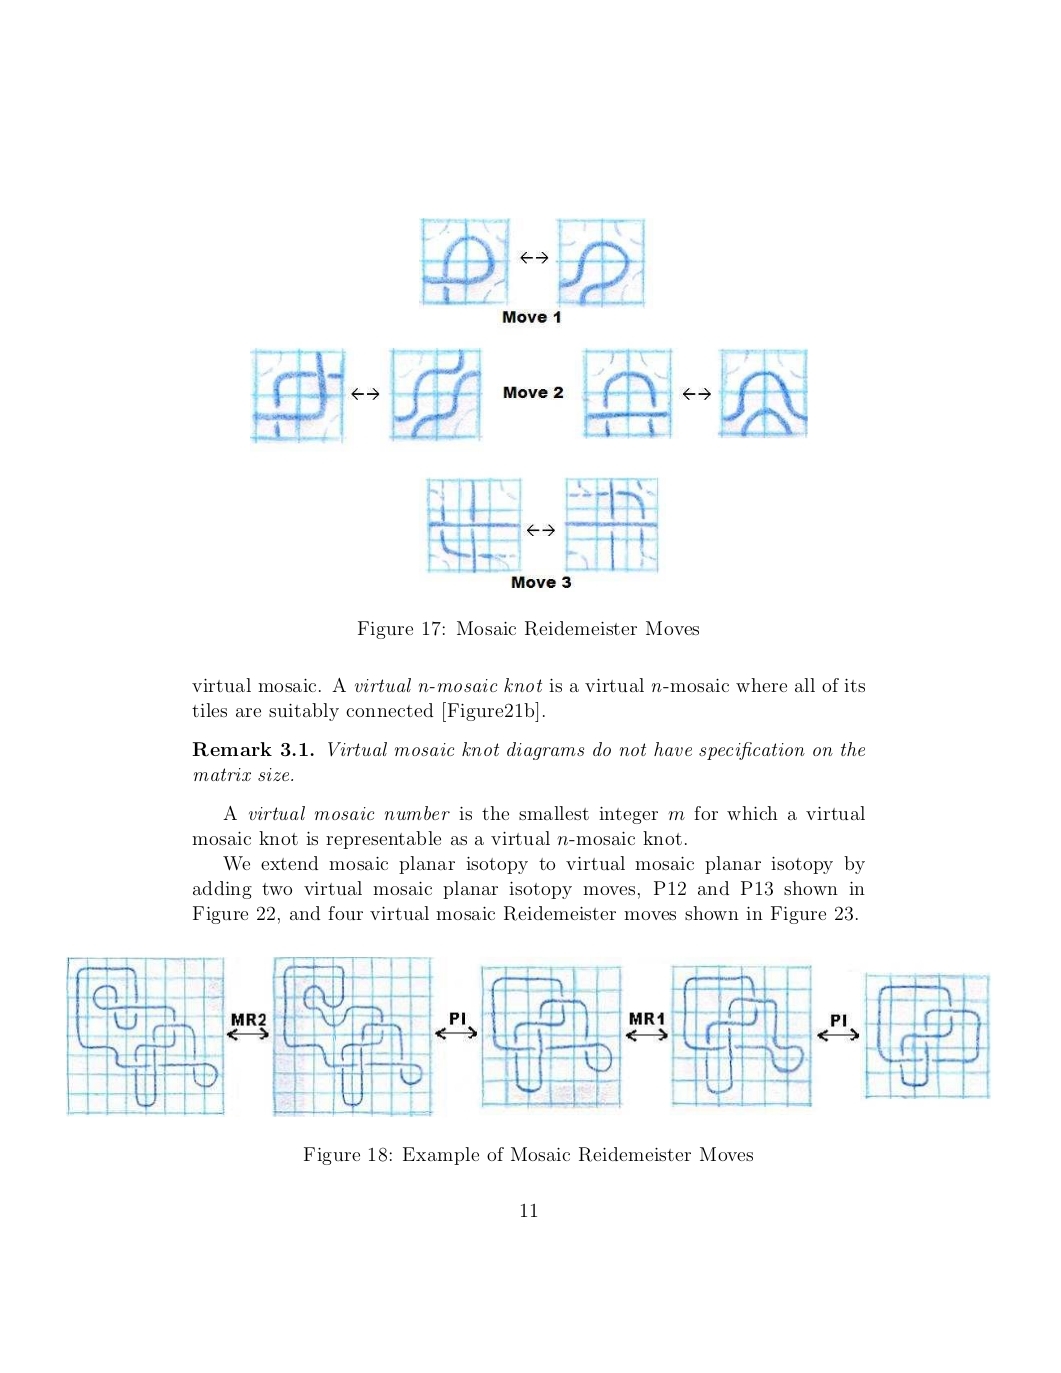 Move 1
Move 2
Move 3
Figure 17: Mosaic Reidemeister Moves
virtual mosaic. A virtual n-mosaic knot is a virtual n-mosaic where all of its
tiles are suitably connected [Figure21b].
Remark 3.1. Virtual mosaic knot diagrams do not have specification on the
matrix size.
A virtual mosaic number is the smallest integer m for which a virtual
mosaic knot is representable as a virtual n-mosaic knot.
We extend mosaic planar isotopy to virtual mosaic planar isotopy by
adding two virtual mosaic planar isotopy moves, P12 and P13 shown in
Figure 22, and four virtual mosaic Reidemeister moves shown in Figure 23.
MR2 PI MR1 PI
Figure 18: Example of Mosaic Reidemeister Moves
11